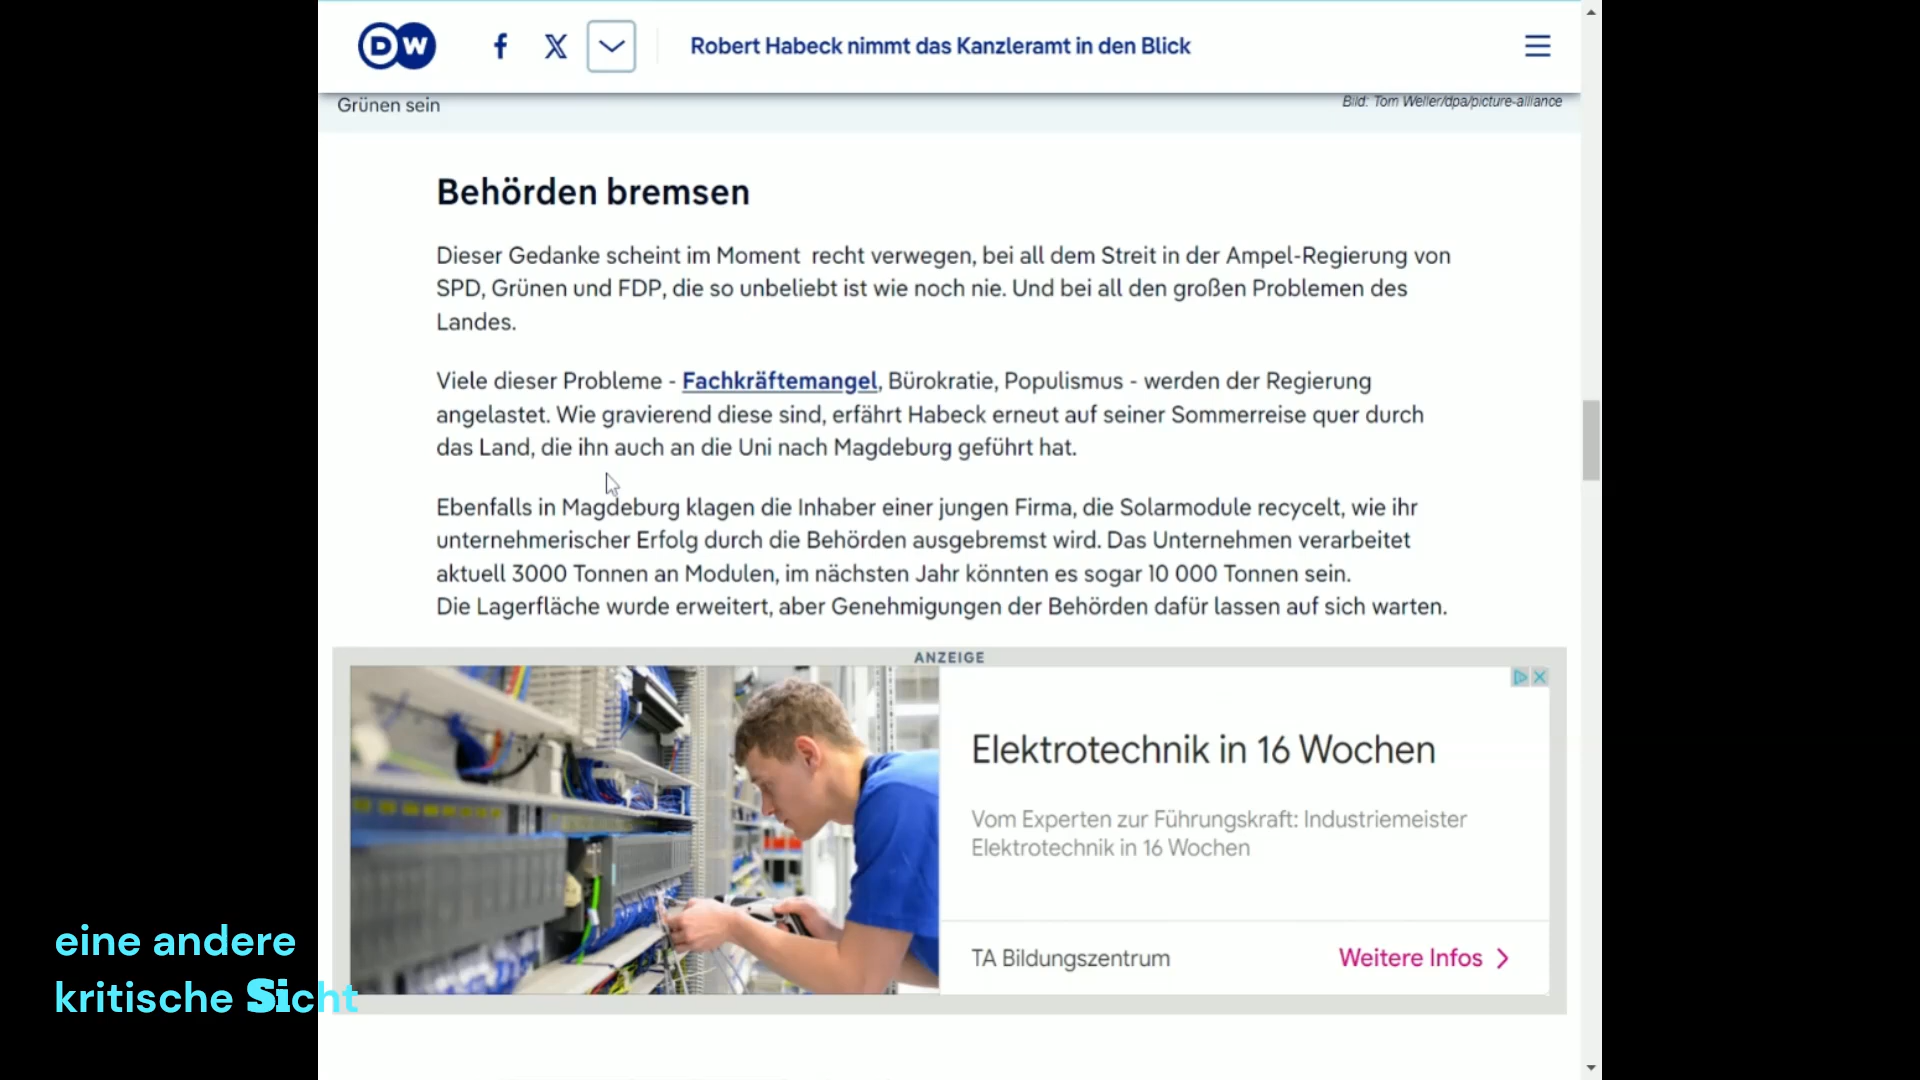 DW
Robert Habeck nimmt das Kanzleramt in den Blick
Grünen sein
Bild: Tom Weller/dpa/picture-alliance
Behörden bremsen
Dieser Gedanke scheint im Moment recht verwegen, bei all dem Streit in der Ampel-Regierung von
SPD, Grünen und FDP, die so unbeliebt ist wie noch nie. Und bei all den großen Problemen des
Landes.
Viele dieser Probleme - Fachkräftemangel, Bürokratie, Populismus - werden der Regierung
angelastet. Wie gravierend diese sind, erfährt Habeck erneut auf seiner Sommerreise quer durch
das Land, die ihn auch an die Uni nach Magdeburg geführt hat.
Ebenfalls in Magdeburg klagen die Inhaber einer jungen Firma, die Solarmodule recycelt, wie ihr
unternehmerischer Erfolg durch die Behörden ausgebremst wird. Das Unternehmen verarbeitet
aktuell 3000 Tonnen an Modulen, im nächsten Jahr könnten es sogar 10 000 Tonnen sein.
Die Lagerfläche wurde erweitert, aber Genehmigungen der Behörden dafür lassen auf sich warten.
ANZEIGE
Elektrotechnik in 16 Wochen
Vom Experten zur Führungskraft: Industriemeister
Elektrotechnik in 16 Wochen
TA Bildungszentrum
Weitere Infos
eine andere
kritische Sicht